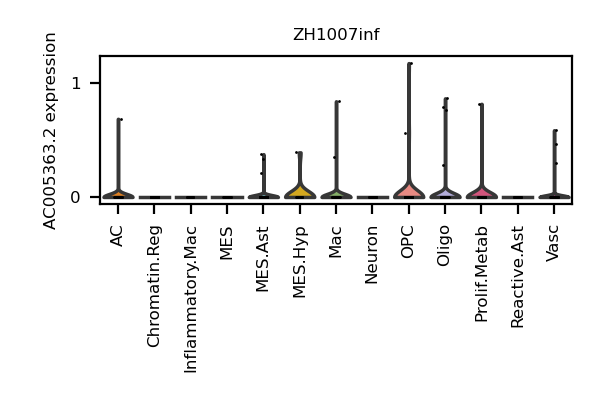 ZH1007inf
AC005363.2 expression
1
0
AC
Chromatin.Reg
Inflammatory.Mac
MES
MES.Ast
MES.Hyp
Mac
Neuron
OPC
Oligo
Prolif.Metab
Reactive.Ast
Vasc